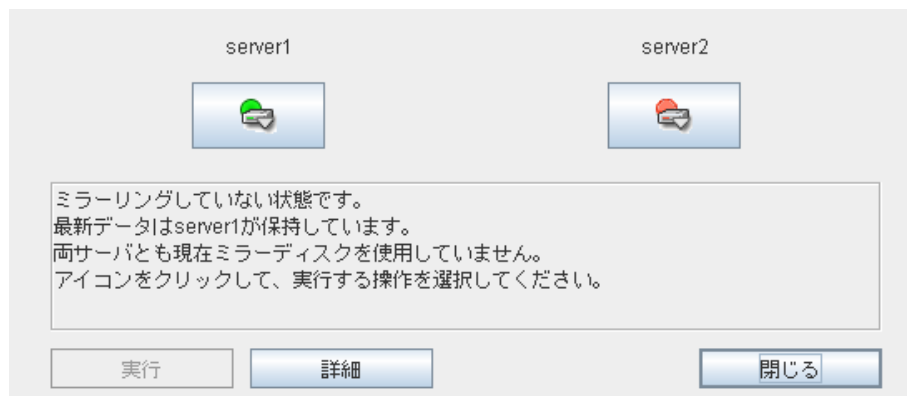 server1
server2
ミラーリングしていない状態です。
最新データはserver1が保持しています。
両サーバとも現在ミラーディスクを使用していません。
アイコンをクリックして、実行する操作を選択してください。
実行
詳細
閉じる